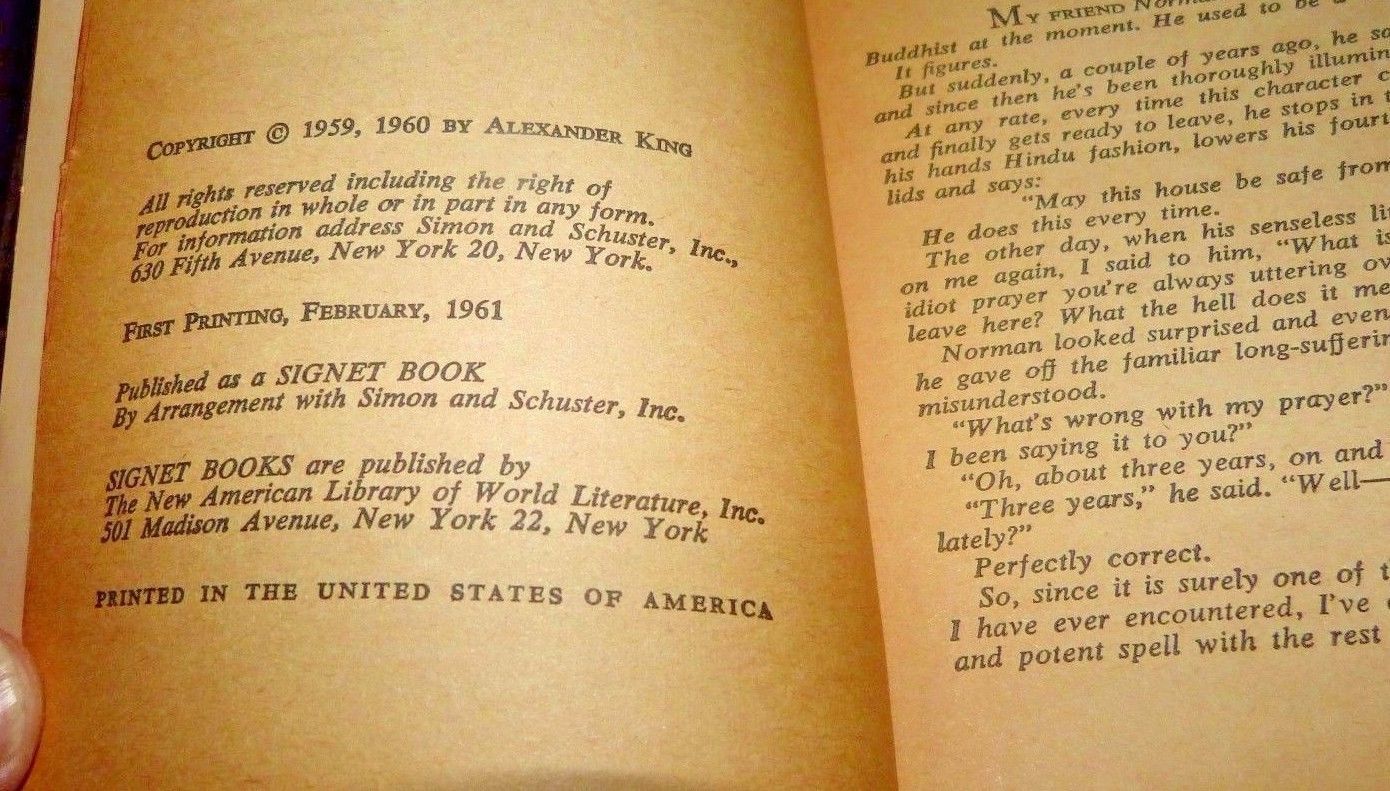 COPYRIGHT © 1959, 1960 BY ALEXANDER KING
All rights reserved including the right of
reproduction in whole or in part in any form.
For information address Simon and Schuster, Inc.,
630 Fifth Avenue, New York 20, New York.
FIRST PRINTING, FEBRUARY, 1961
Published as a SIGNET BOOK
By Arrangement with Simon and Schuster, Inc.
SIGNET BOOKS are published by
The New American Library of World Literature, Inc.
501 Madison Avenue, New York 22, New York
PRINTED IN THE UNITED STATES OF AMERICA
MY FRIEND
Buddhist at the moment. He used to be
It figures.
But suddenly, a couple of years ago, he
and since then he's been thoroughly
At any rate, every time this character
and finally gets ready to leave, he stops in
his hands Hindu fashion, lowers his
lids and says:
"May this house be safe from
He does this every time.
The other day, when his senseless
on me again, I said to him, "What is
idiot prayer you're always uttering
leave here? What the hell does it
Norman looked surprised and even
he gave off the familiar
misunderstood.
"What's wrong with my prayer?"
I been saying it to you?"
"Oh, about three years, on and
"Three years," he said. "Well—
lately?"
Perfectly correct.
So, since it is surely one of
I have ever encountered, I've
and potent spell with the rest